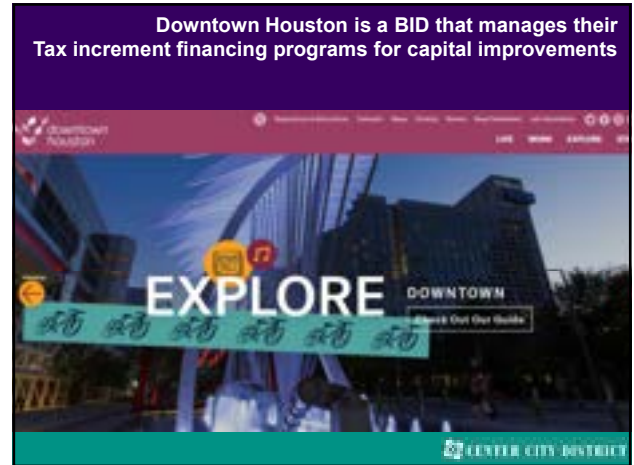 Downtown Houston is a BID that manages their
Tax increment financing programs for capital improvements
downtown
houston
LIVE WORK EXPLORE
EXPLORE
DOWNTOWN
Check Out Our Guide
CENTER CITY DISTRICT